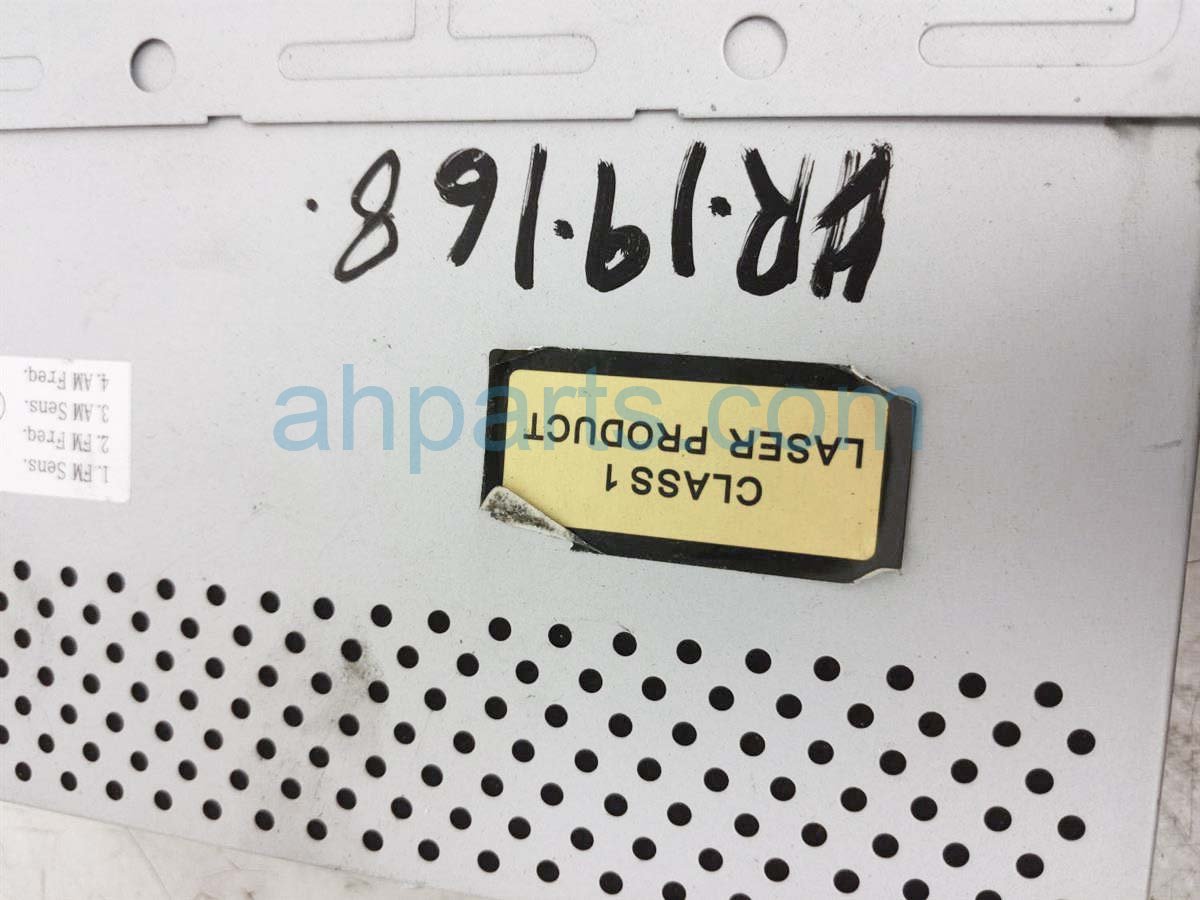 CLASS 1
LASER PRODUCT
1. FM Sens.
2. FM Freq.
3. AM Sens.
4. AM Freq.
AR.19.168.
ahparts.com